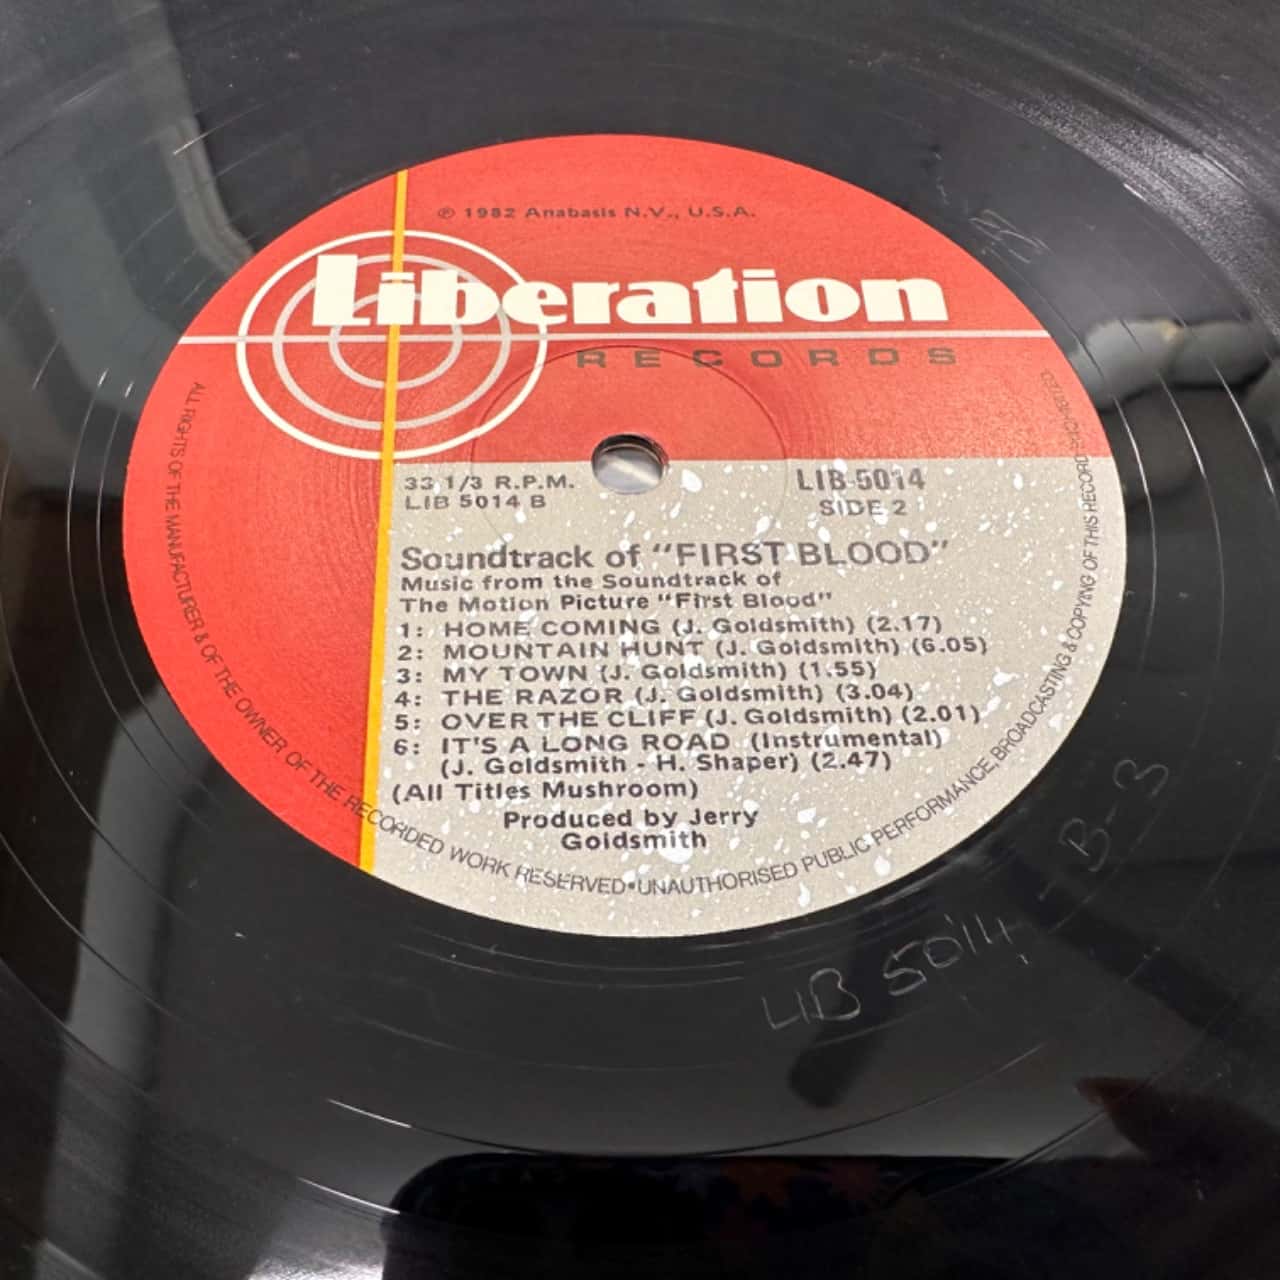 ℗ 1982 Anabasis N.V., U.S.A.
Liberation
RECORDS
33 1/3 R.P.M.
LIB 5014 B
LIB-5014
SIDE 2
Soundtrack of "FIRST BLOOD"
Music from the Soundtrack of
The Motion Picture "First Blood"
1: HOME COMING (J. Goldsmith) (2.17)
2: MOUNTAIN HUNT (J. Goldsmith) (6.05)
3: MY TOWN (J. Goldsmith) (1.55)
4: THE RAZOR (J. Goldsmith) (3.04)
5: OVER THE CLIFF (J. Goldsmith) (2.01)
6: IT'S A LONG ROAD (Instrumental)
(J. Goldsmith - H. Shaper) (2.47)
(All Titles Mushroom)
Produced by Jerry
Goldsmith
ALL RIGHTS OF THE MANUFACTURER & OF THE OWNER OF THE RECORDED WORK RESERVED•UNAUTHORISED PUBLIC PERFORMANCE, BROADCASTING & COPYING OF THIS RECORD PROHIBITED
LIB 5014 - B-3